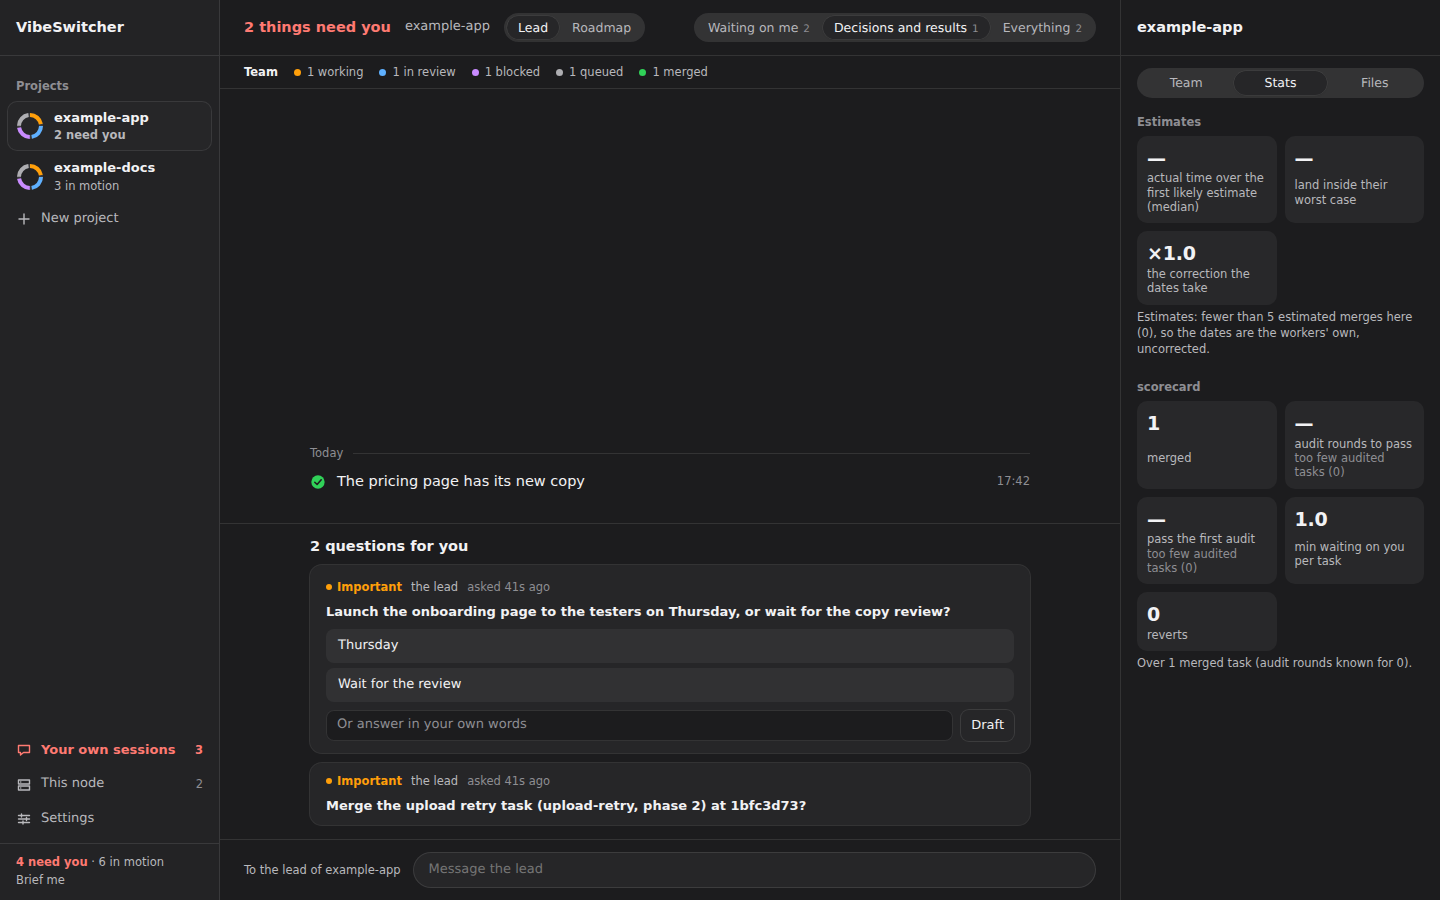 VibeSwitcher
Projects
example-app
2 need you
example-docs
3 in motion
New project
Your own sessions 3
This node 2
Settings
4 need you · 6 in motion
Brief me
2 things need you example-app Lead Roadmap
Waiting on me 2 Decisions and results 1 Everything 2
Team 1 working 1 in review 1 blocked 1 queued 1 merged
Today
The pricing page has its new copy 17:42
2 questions for you
Important the lead asked 41s ago
Launch the onboarding page to the testers on Thursday, or wait for the copy review?
Thursday
Wait for the review
Or answer in your own words Draft
Important the lead asked 41s ago
Merge the upload retry task (upload-retry, phase 2) at 1bfc3d73?
To the lead of example-app Message the lead
example-app
Team Stats Files
Estimates
—
actual time over the
first likely estimate
(median)
—
land inside their
worst case
×1.0
the correction the
dates take
Estimates: fewer than 5 estimated merges here
(0), so the dates are the workers' own,
uncorrected.
scorecard
1
merged
—
audit rounds to pass
too few audited
tasks (0)
—
pass the first audit
too few audited
tasks (0)
1.0
min waiting on you
per task
0
reverts
Over 1 merged task (audit rounds known for 0).